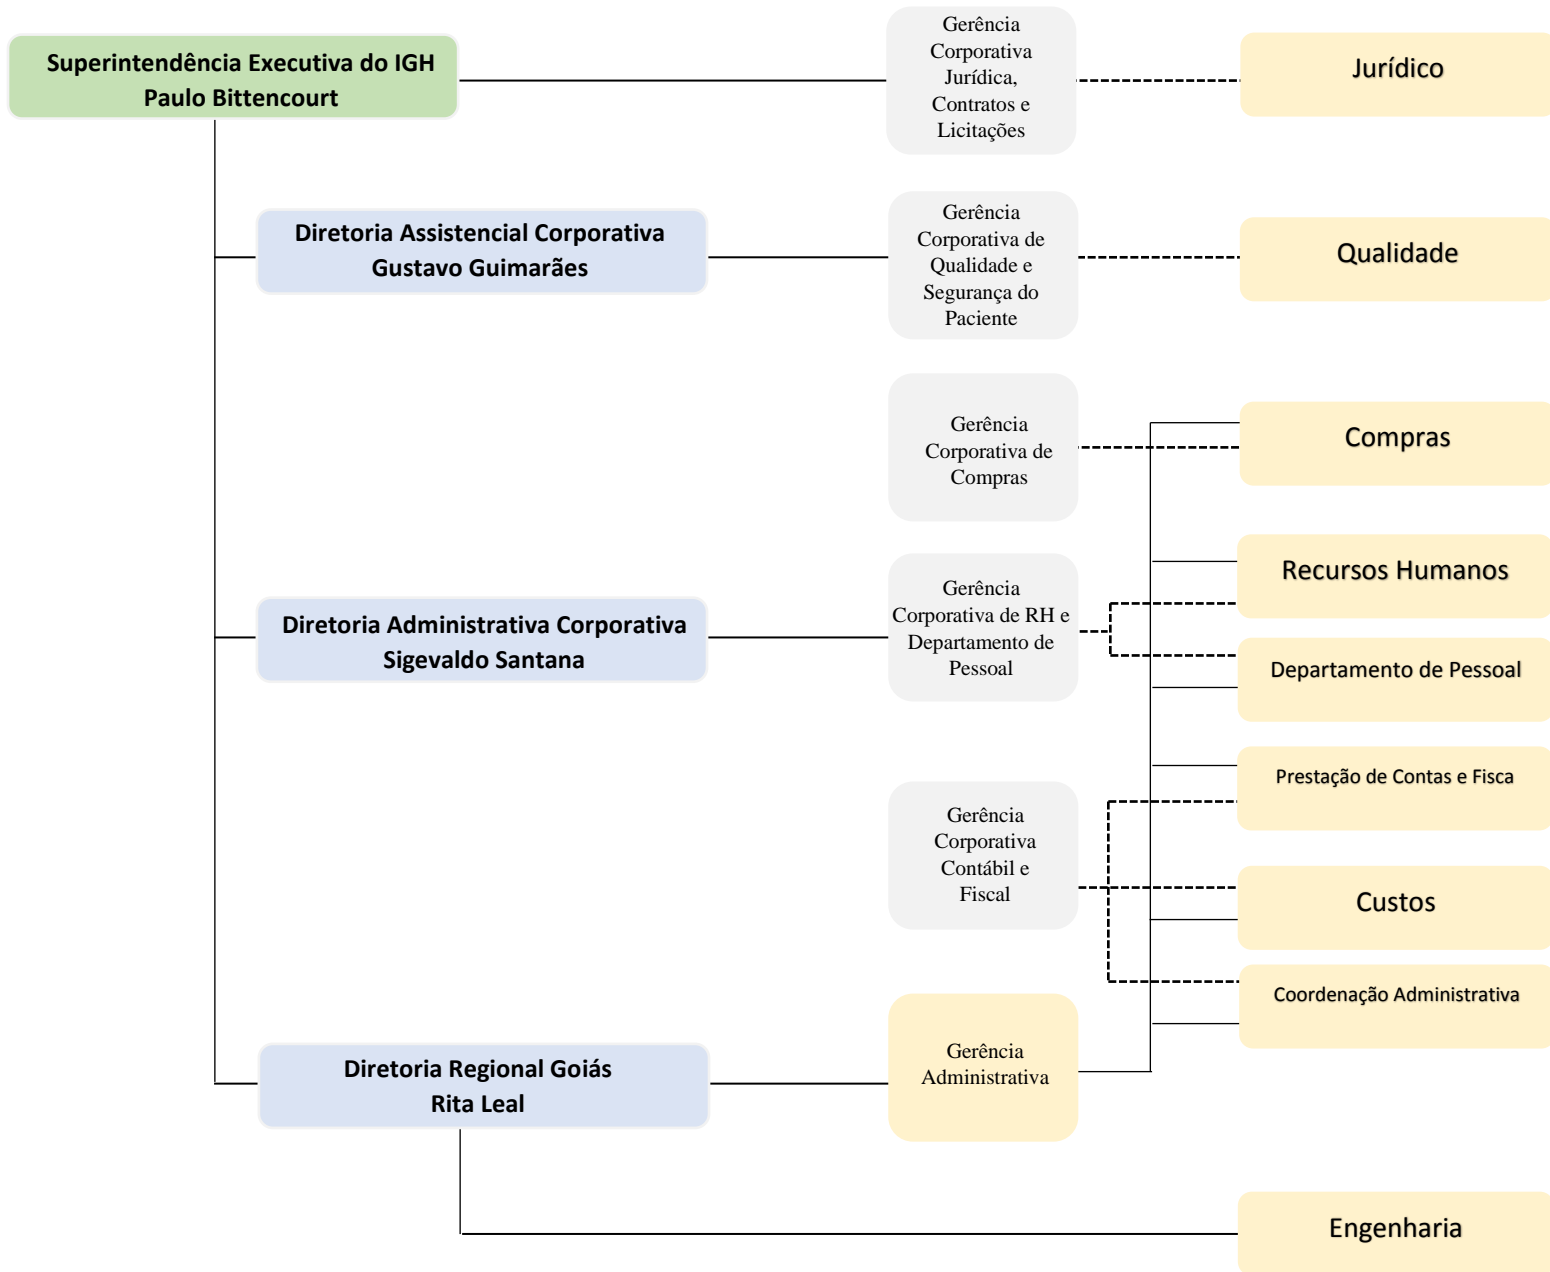 Superintendência Executiva do IGH
Paulo Bittencourt
Gerência
Corporativa
Jurídica,
Contratos e
Licitações
Jurídico
Diretoria Assistencial Corporativa
Gustavo Guimarães
Gerência
Corporativa de
Qualidade e
Segurança do
Paciente
Qualidade
Gerência
Corporativa de
Compras
Compras
Diretoria Administrativa Corporativa
Sigevaldo Santana
Gerência
Corporativa de RH e
Departamento de
Pessoal
Recursos Humanos
Departamento de Pessoal
Gerência
Corporativa
Contábil e
Fiscal
Prestação de Contas e Fisca
Custos
Coordenação Administrativa
Diretoria Regional Goiás
Rita Leal
Gerência
Administrativa
Engenharia